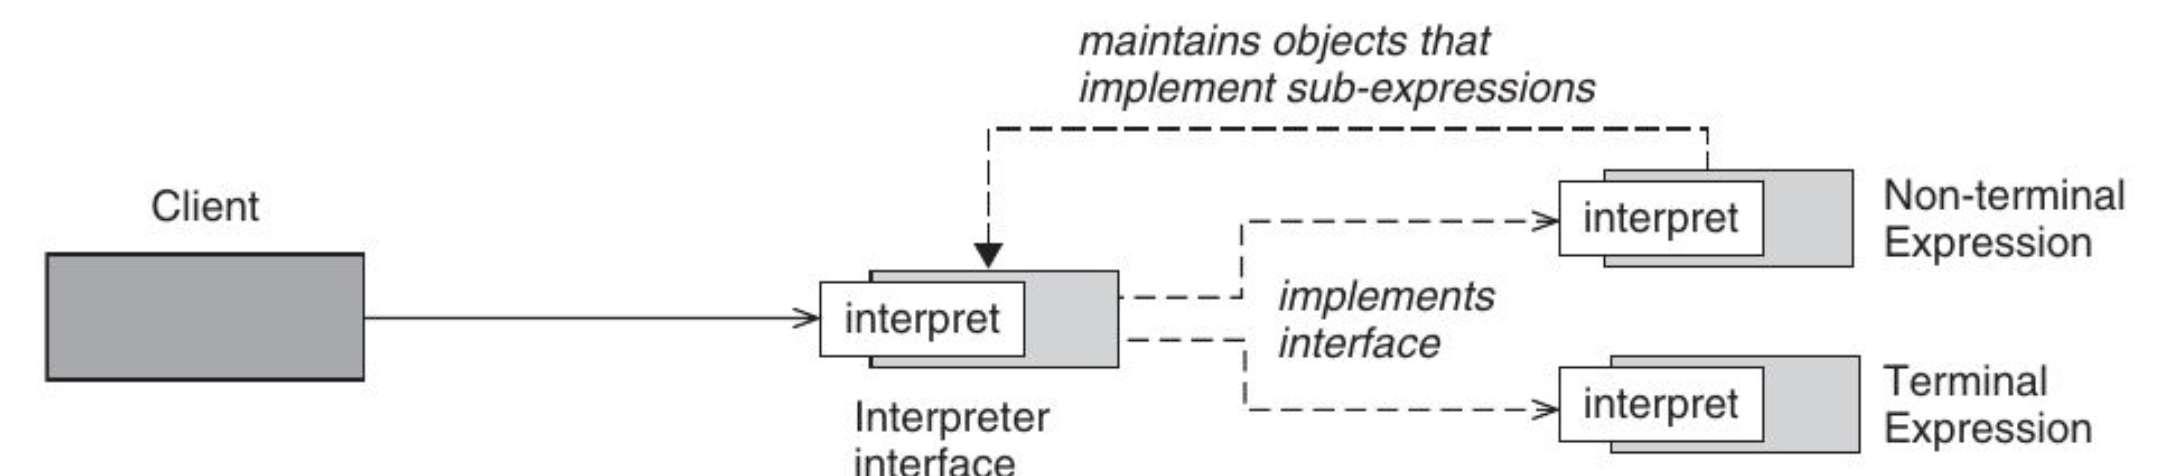 maintains objects that
implement sub-expressions
Client
interpret
Non-terminal
Expression
interpret
implements
interface
interpret
Terminal
Expression
Interpreter
interface